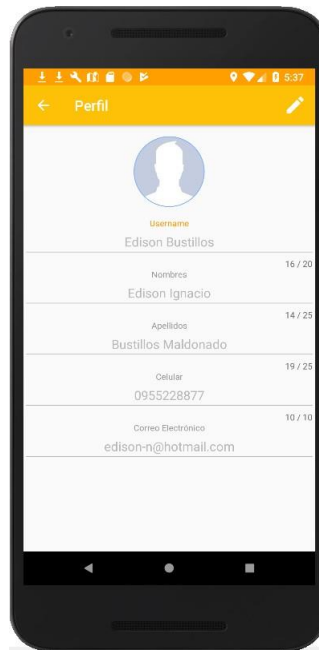 5:37
Perfil
Username
Edison Bustillos
16 / 20
Nombres
Edison Ignacio
14 / 25
Apellidos
Bustillos Maldonado
19 / 25
Celular
0955228877
10 / 10
Correo Electrónico
edison-n@hotmail.com